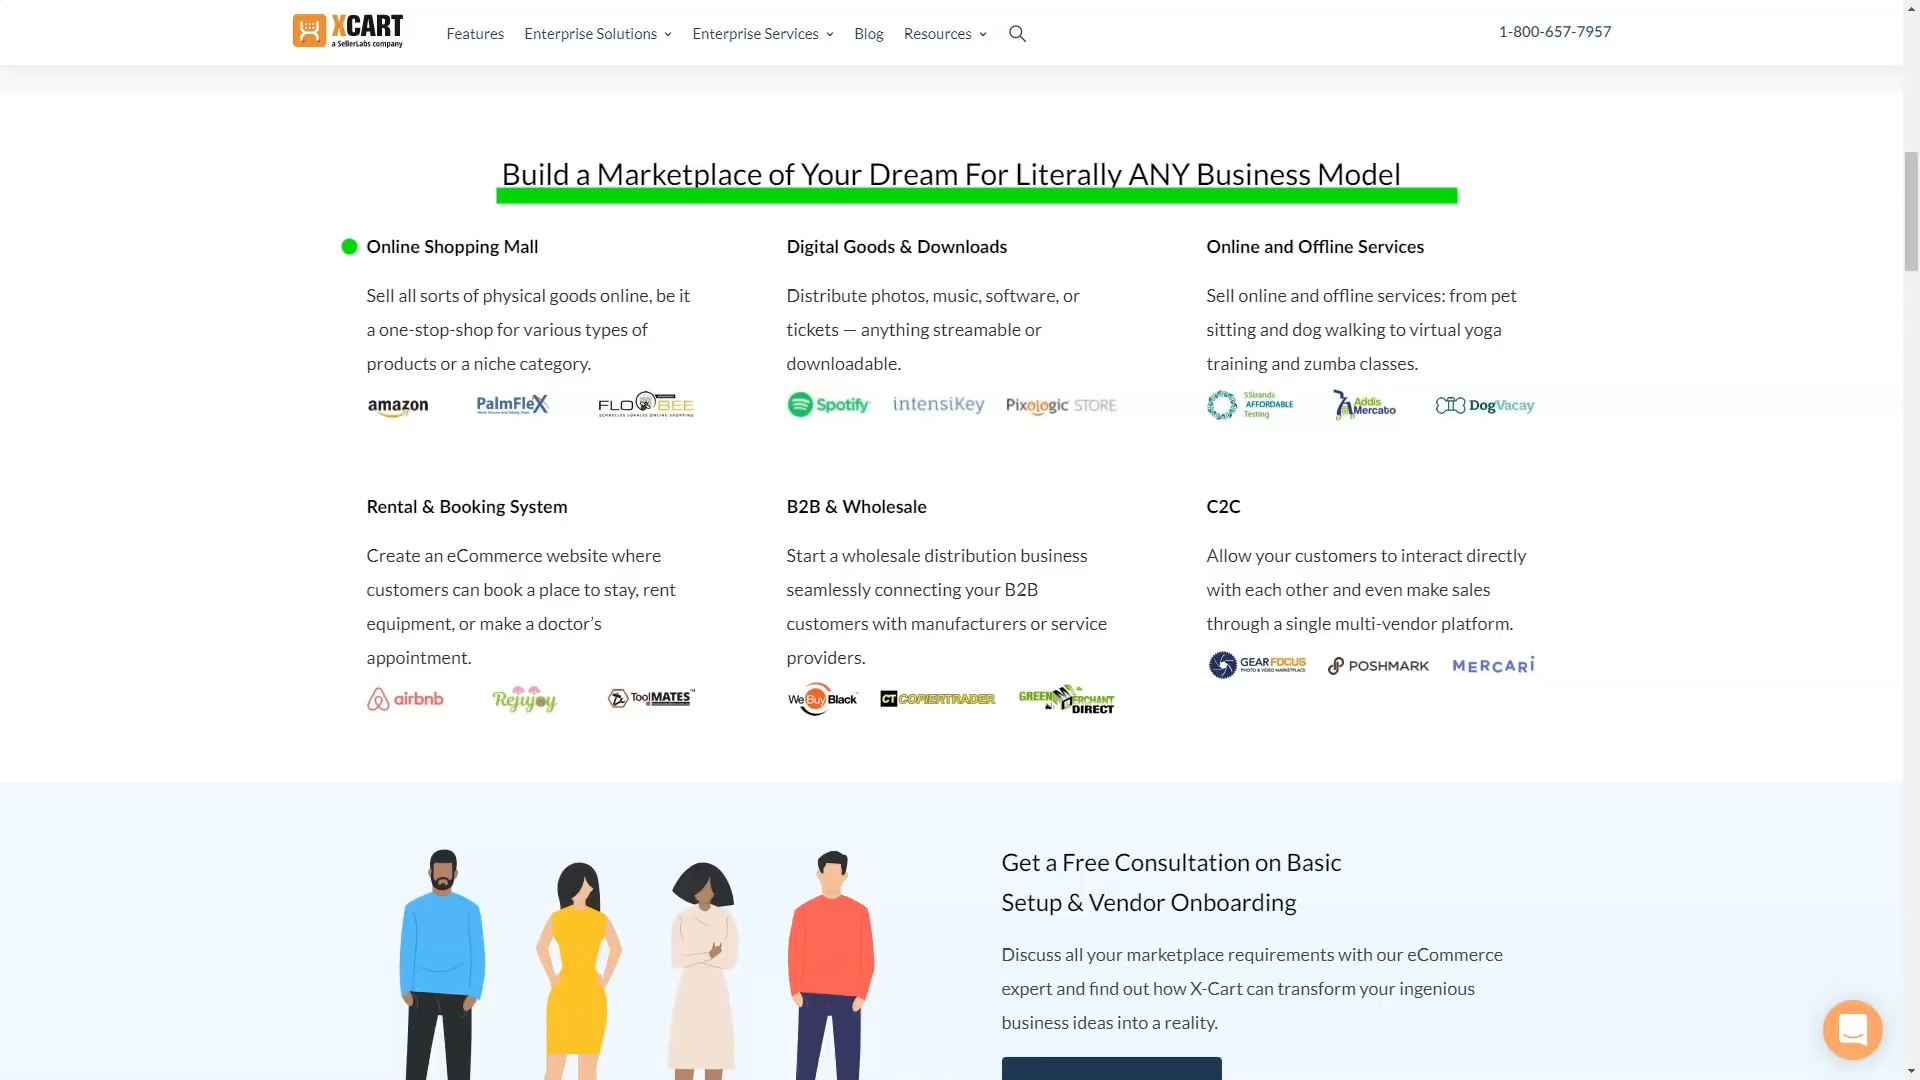 XCART
a SellerLabs company
Features
Enterprise Solutions
Enterprise Services
Blog
Resources
1-800-657-7957
Build a Marketplace of Your Dream For Literally ANY Business Model
Online Shopping Mall
Sell all sorts of physical goods online, be it
a one-stop-shop for various types of
products or a niche category.
amazon
PalmFleX
FLOBEE
Digital Goods & Downloads
Distribute photos, music, software, or
tickets — anything streamable or
downloadable.
Spotify
intensiKey
Pixologic STORE
Online and Offline Services
Sell online and offline services: from pet
sitting and dog walking to virtual yoga
training and zumba classes.
5Strands
AFFORDABLE
Testing
Addis
Mercato
DogVacay
Rental & Booking System
Create an eCommerce website where
customers can book a place to stay, rent
equipment, or make a doctor’s
appointment.
airbnb
Rejujoy
ToolMATES™
B2B & Wholesale
Start a wholesale distribution business
seamlessly connecting your B2B
customers with manufacturers or service
providers.
We Buy Black
CT COPIERTRADER
GREEN MERCHANT
DIRECT
C2C
Allow your customers to interact directly
with each other and even make sales
through a single multi-vendor platform.
GEARFOCUS
PHOTO & VIDEO MARKETPLACE
POSHMARK
MERCARI
Get a Free Consultation on Basic
Setup & Vendor Onboarding
Discuss all your marketplace requirements with our eCommerce
expert and find out how X-Cart can transform your ingenious
business ideas into a reality.